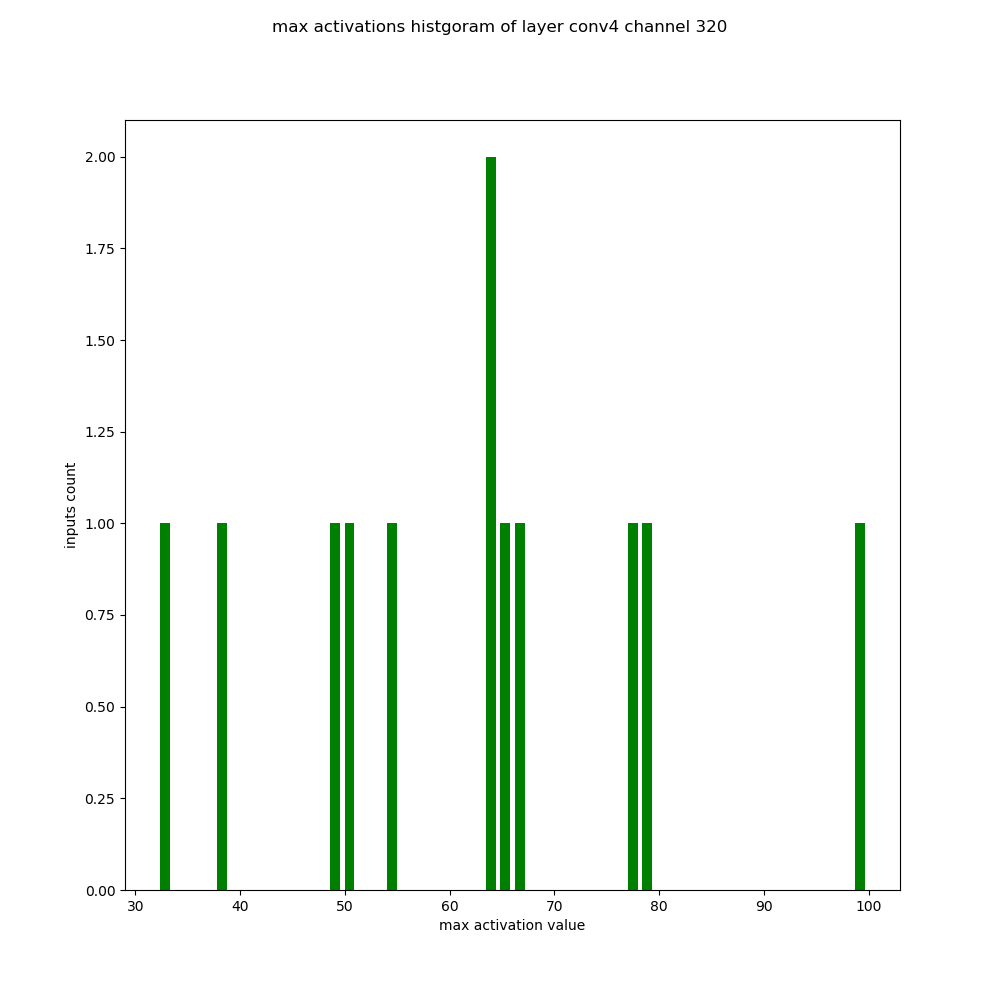 max activations histgoram of layer conv4 channel 320
2.00
1.75
1.50
1.25
1.00
0.75
0.50
0.25
0.00
inputs count
30 40 50 60 70 80 90 100
max activation value